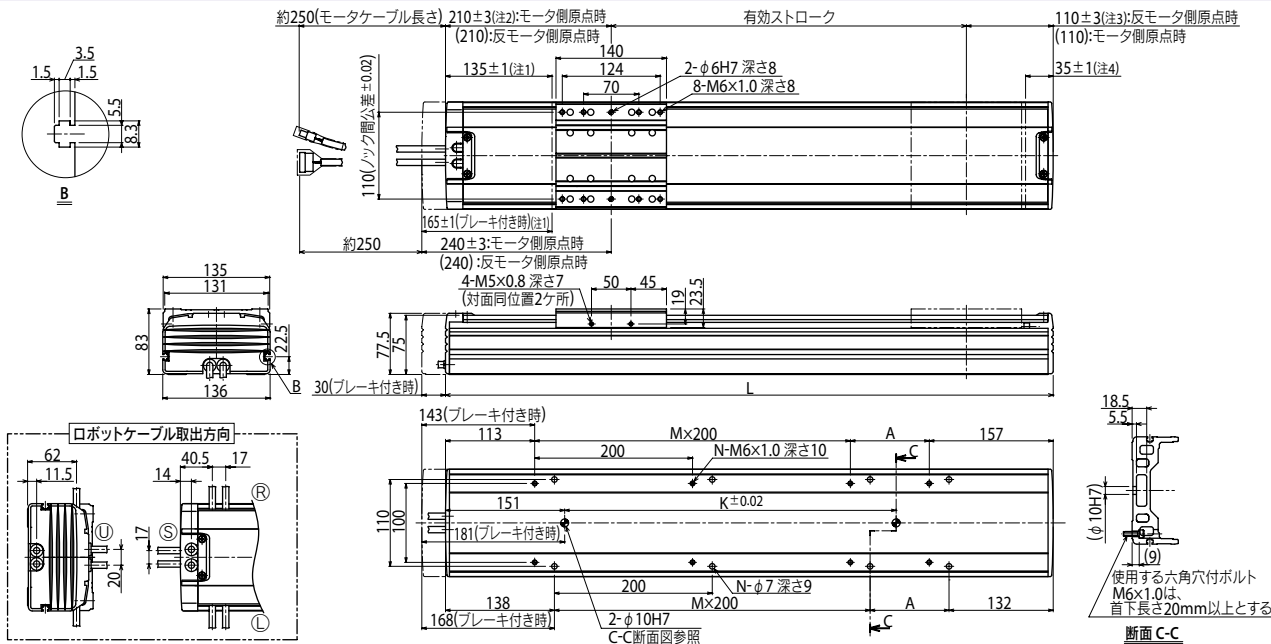 約250(モータケーブル長さ)
210±3(注2):モータ側原点時
(210):反モータ側原点時
有効ストローク
110±3(注3):反モータ側原点時
(110):モータ側原点時
3.5
1.5
1.5
5.5
8.3
B
135±1(注1)
140
124
70
2-φ6H7 深さ8
8-M6×1.0 深さ8
35±1(注4)
110(ノック間公差±0.02)
165±1(ブレーキ付き時)(注1)
約250
240±3:モータ側原点時
(240):反モータ側原点時
135
131
83
22.5
136
B
4-M5×0.8 深さ7
(対面同位置2ケ所)
50
45
19
23.5
77.5
75
30(ブレーキ付き時)
L
ロボットケーブル取出方向
62
11.5
Ⓤ
20
40.5
17
14
Ⓢ
17
Ⓡ
Ⓛ
143(ブレーキ付き時)
113
M×200
A
157
200
N-M6×1.0 深さ10
C
151
K±0.02
181(ブレーキ付き時)
110
100
200
N-φ7 深さ9
138
M×200
A
132
168(ブレーキ付き時)
2-φ10H7
C-C断面図参照
C
18.5
5.5
(φ10H7)
(9)
使用する六角穴付ボルト
M6×1.0は、
首下長さ20mm以上とする
断面 C-C